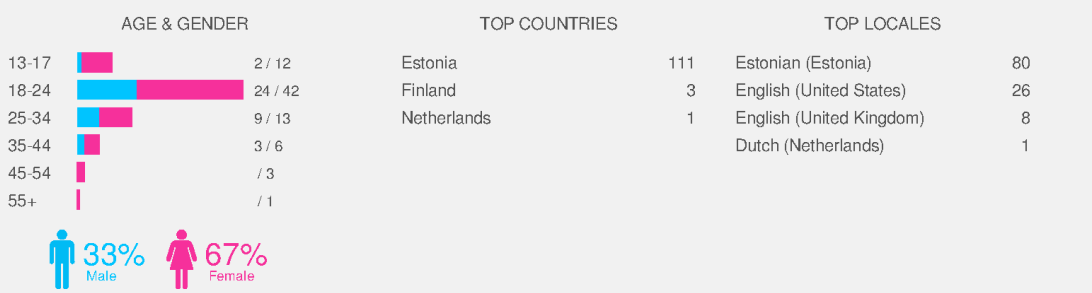 AGE & GENDER
13-17 2 / 12
18-24 24 / 42
25-34 9 / 13
35-44 3 / 6
45-54 / 3
55+ / 1
33% Male
67% Female
TOP COUNTRIES
Estonia 111
Finland 3
Netherlands 1
TOP LOCALES
Estonian (Estonia) 80
English (United States) 26
English (United Kingdom) 8
Dutch (Netherlands) 1